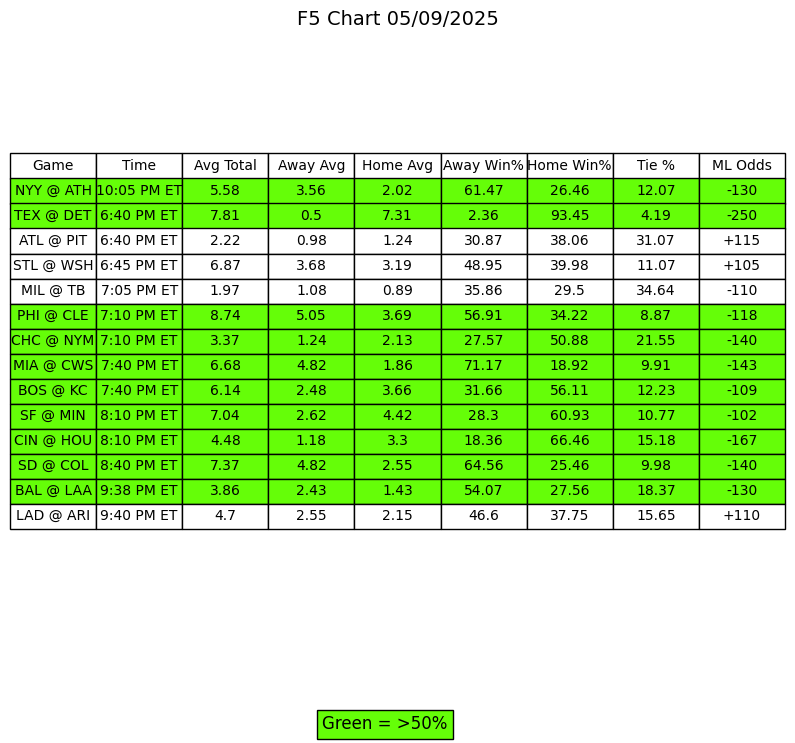 F5 Chart 05/09/2025
Game Time Avg Total Away Avg Home Avg Away Win% Home Win% Tie % ML Odds
NYY @ ATH 10:05 PM ET 5.58 3.56 2.02 61.47 26.46 12.07 -130
TEX @ DET 6:40 PM ET 7.81 0.5 7.31 2.36 93.45 4.19 -250
ATL @ PIT 6:40 PM ET 2.22 0.98 1.24 30.87 38.06 31.07 +115
STL @ WSH 6:45 PM ET 6.87 3.68 3.19 48.95 39.98 11.07 +105
MIL @ TB 7:05 PM ET 1.97 1.08 0.89 35.86 29.5 34.64 -110
PHI @ CLE 7:10 PM ET 8.74 5.05 3.69 56.91 34.22 8.87 -118
CHC @ NYM 7:10 PM ET 3.37 1.24 2.13 27.57 50.88 21.55 -140
MIA @ CWS 7:40 PM ET 6.68 4.82 1.86 71.17 18.92 9.91 -143
BOS @ KC 7:40 PM ET 6.14 2.48 3.66 31.66 56.11 12.23 -109
SF @ MIN 8:10 PM ET 7.04 2.62 4.42 28.3 60.93 10.77 -102
CIN @ HOU 8:10 PM ET 4.48 1.18 3.3 18.36 66.46 15.18 -167
SD @ COL 8:40 PM ET 7.37 4.82 2.55 64.56 25.46 9.98 -140
BAL @ LAA 9:38 PM ET 3.86 2.43 1.43 54.07 27.56 18.37 -130
LAD @ ARI 9:40 PM ET 4.7 2.55 2.15 46.6 37.75 15.65 +110
Green = >50%